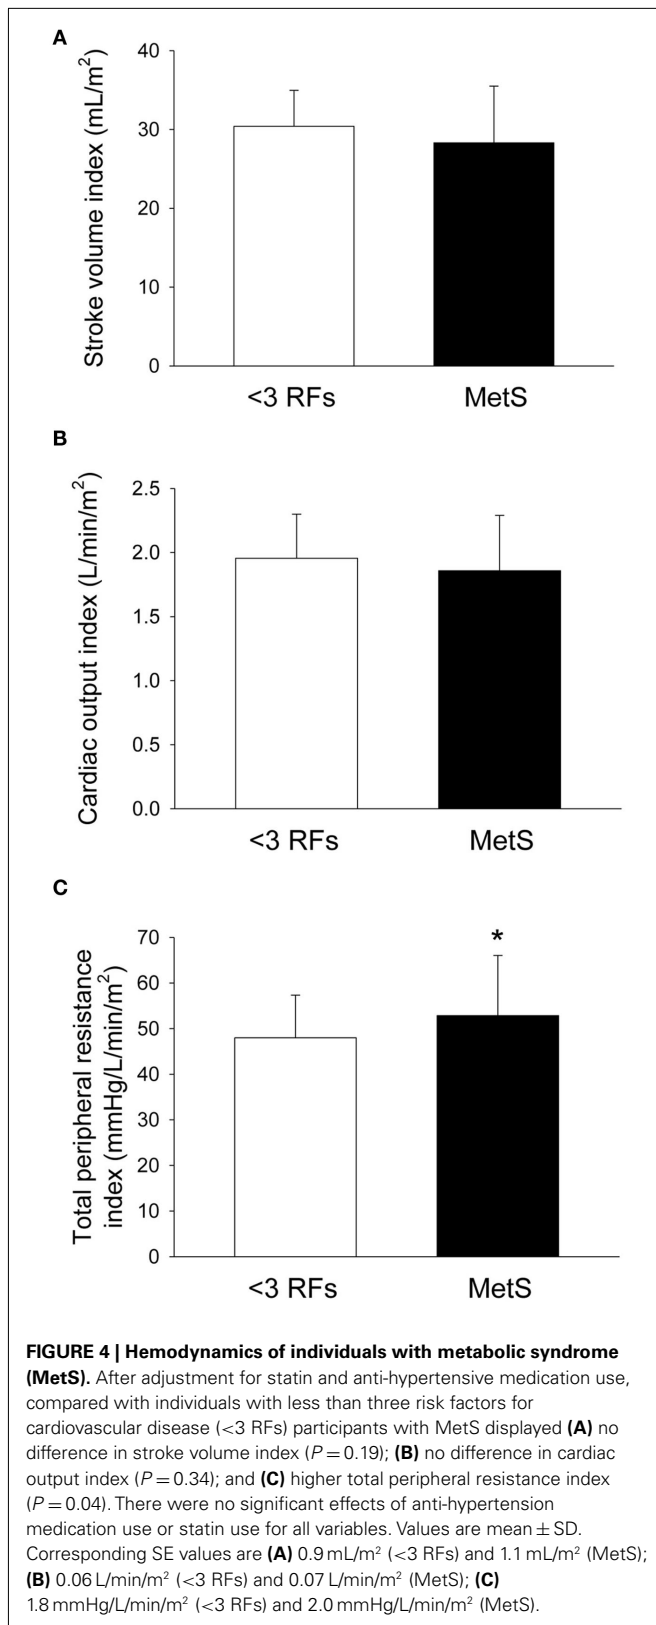 A
Stroke volume index (mL/m²)
40
30
20
10
0
<3 RFs MetS
B
Cardiac output index (L/min/m²)
2.5
2.0
1.5
1.0
0.5
0.0
<3 RFs MetS
C
Total peripheral resistance
index (mmHg/L/min/m²)
70
60
50
40
30
20
10
0
*
<3 RFs MetS
FIGURE 4 | Hemodynamics of individuals with metabolic syndrome
(MetS). After adjustment for statin and anti-hypertensive medication use,
compared with individuals with less than three risk factors for
cardiovascular disease (<3 RFs) participants with MetS displayed (A) no
difference in stroke volume index (P = 0.19); (B) no difference in cardiac
output index (P = 0.34); and (C) higher total peripheral resistance index
(P = 0.04). There were no significant effects of anti-hypertension
medication use or statin use for all variables. Values are mean ± SD.
Corresponding SE values are (A) 0.9 mL/m² (<3 RFs) and 1.1 mL/m² (MetS);
(B) 0.06 L/min/m² (<3 RFs) and 0.07 L/min/m² (MetS); (C)
1.8 mmHg/L/min/m² (<3 RFs) and 2.0 mmHg/L/min/m² (MetS).